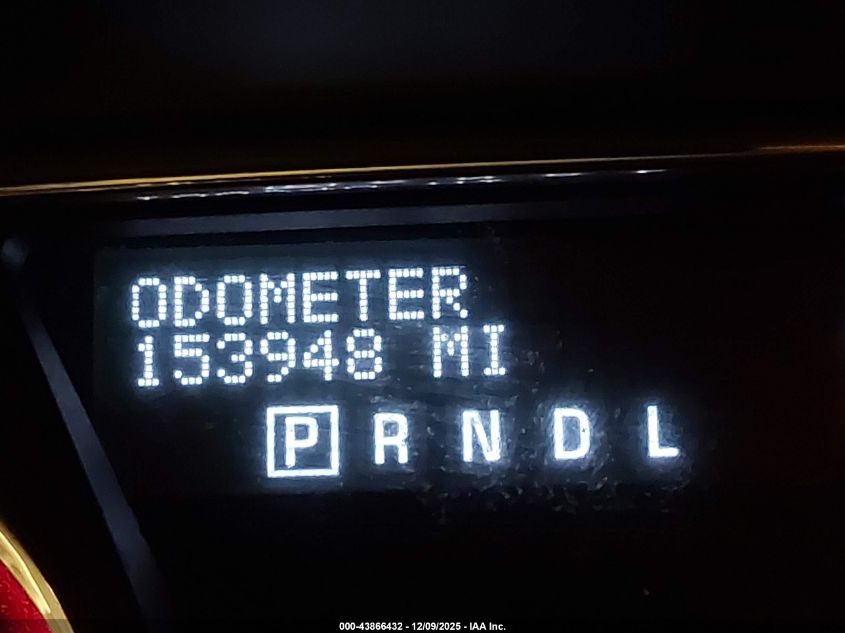 ODOMETER
153948 MI
P R N D L
000-43866432 - 12/09/2025 - IAA Inc.